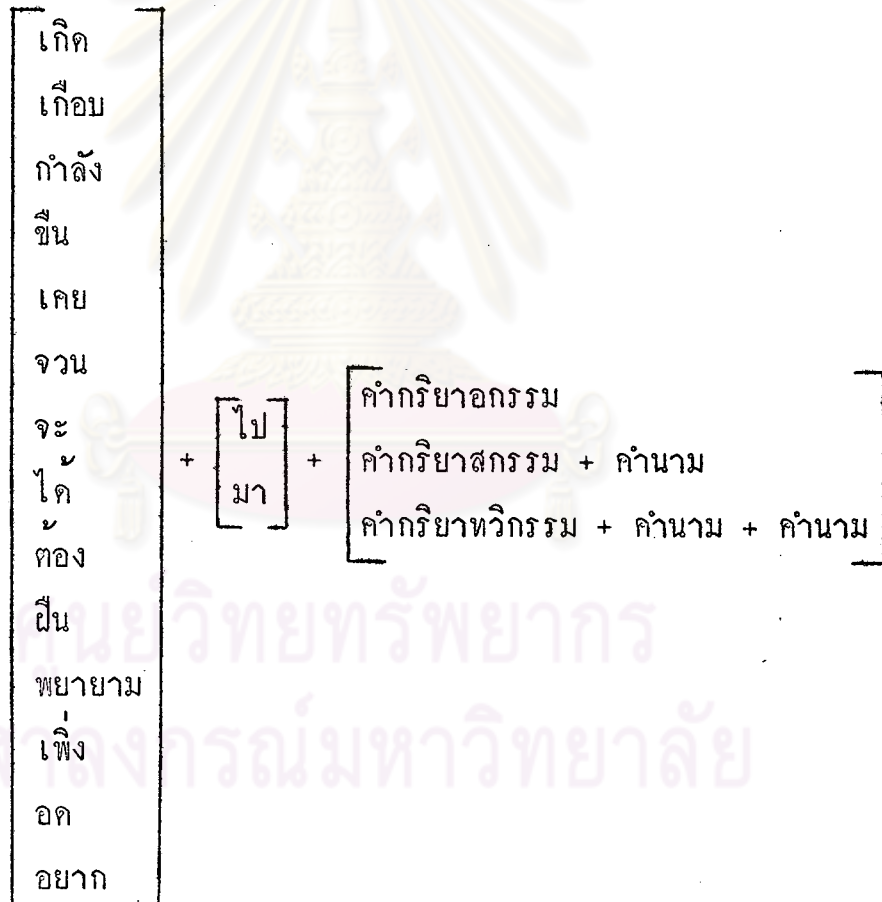 เกิด
เกือบ
กำลัง
ขืน
เคย
จวน
จะ
ได้
ต้อง
ฝืน
พยายาม
เพิ่ง
อด
อยาก
+
ไป
มา
+
คำกริยาอกรรม
คำกริยาสกรรม + คำนาม
คำกริยาทวิกรรม + คำนาม + คำนาม
ศูนย์วิทยทรัพยากร
จุฬาลงกรณ์มหาวิทยาลัย